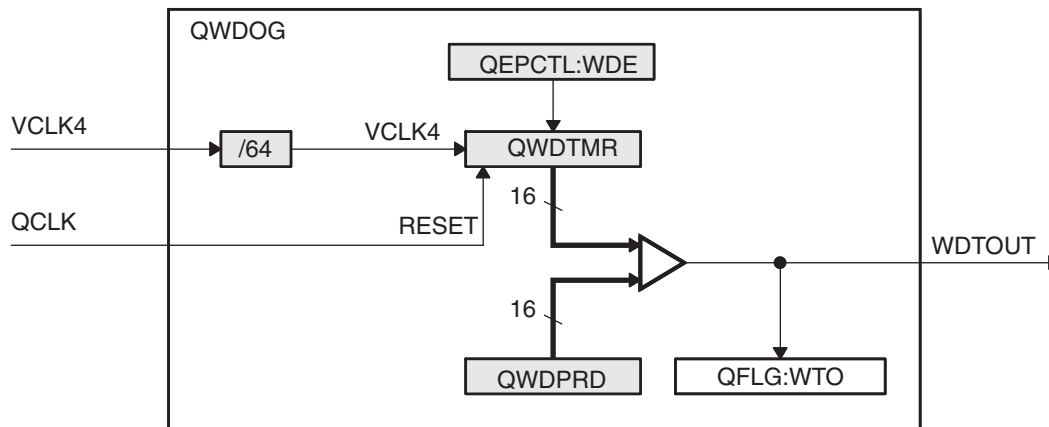 QWDOG
QEPCTL:WDE
VCLK4
/64
VCLK4
QWDTMR
16
QCLK
RESET
WDTOUT
16
QWDPRD
QFLG:WTO